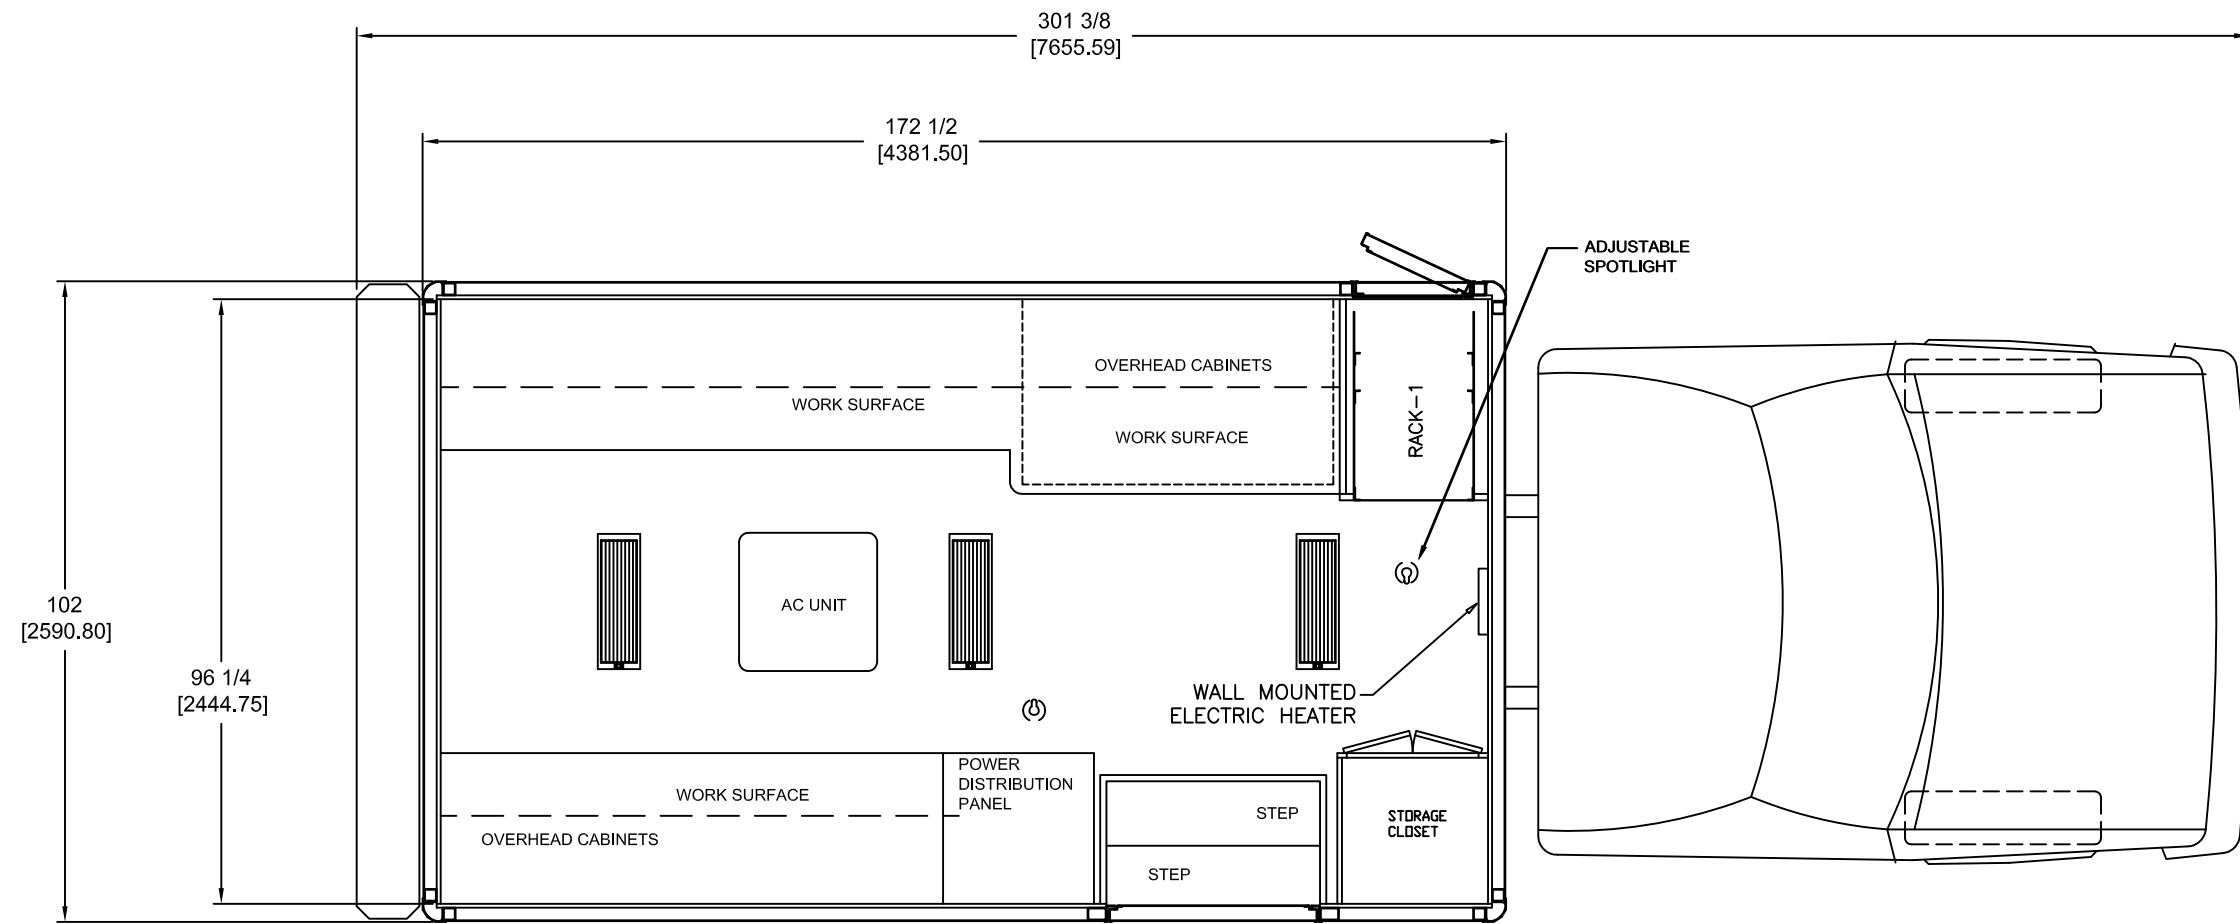 301 3/8
[7655.59]
172 1/2
[4381.50]
ADJUSTABLE
SPOTLIGHT
OVERHEAD CABINETS
WORK SURFACE
WORK SURFACE
RACK-1
102
[2590.80]
AC UNIT
96 1/4
[2444.75]
WALL MOUNTED
ELECTRIC HEATER
POWER
DISTRIBUTION
PANEL
WORK SURFACE
OVERHEAD CABINETS
STEP
STEP
STORAGE
CLOSET